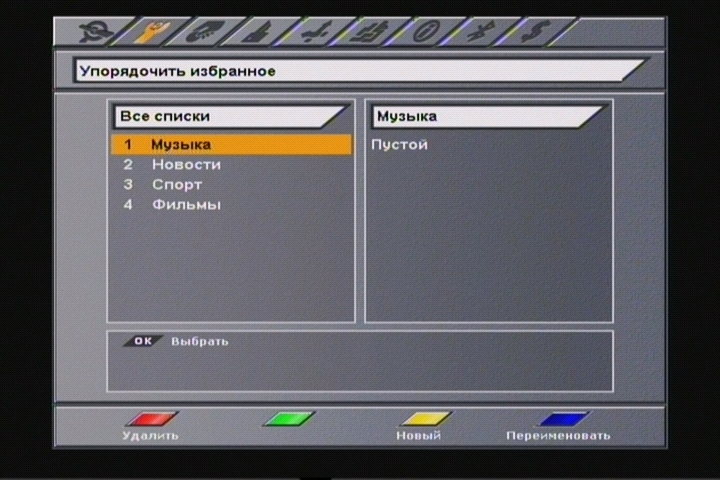 Упорядочить избранное
Все списки
1 Музыка
2 Новости
3 Спорт
4 Фильмы
Музыка
Пустой
OK Выбрать
Удалить
Новый
Переименовать